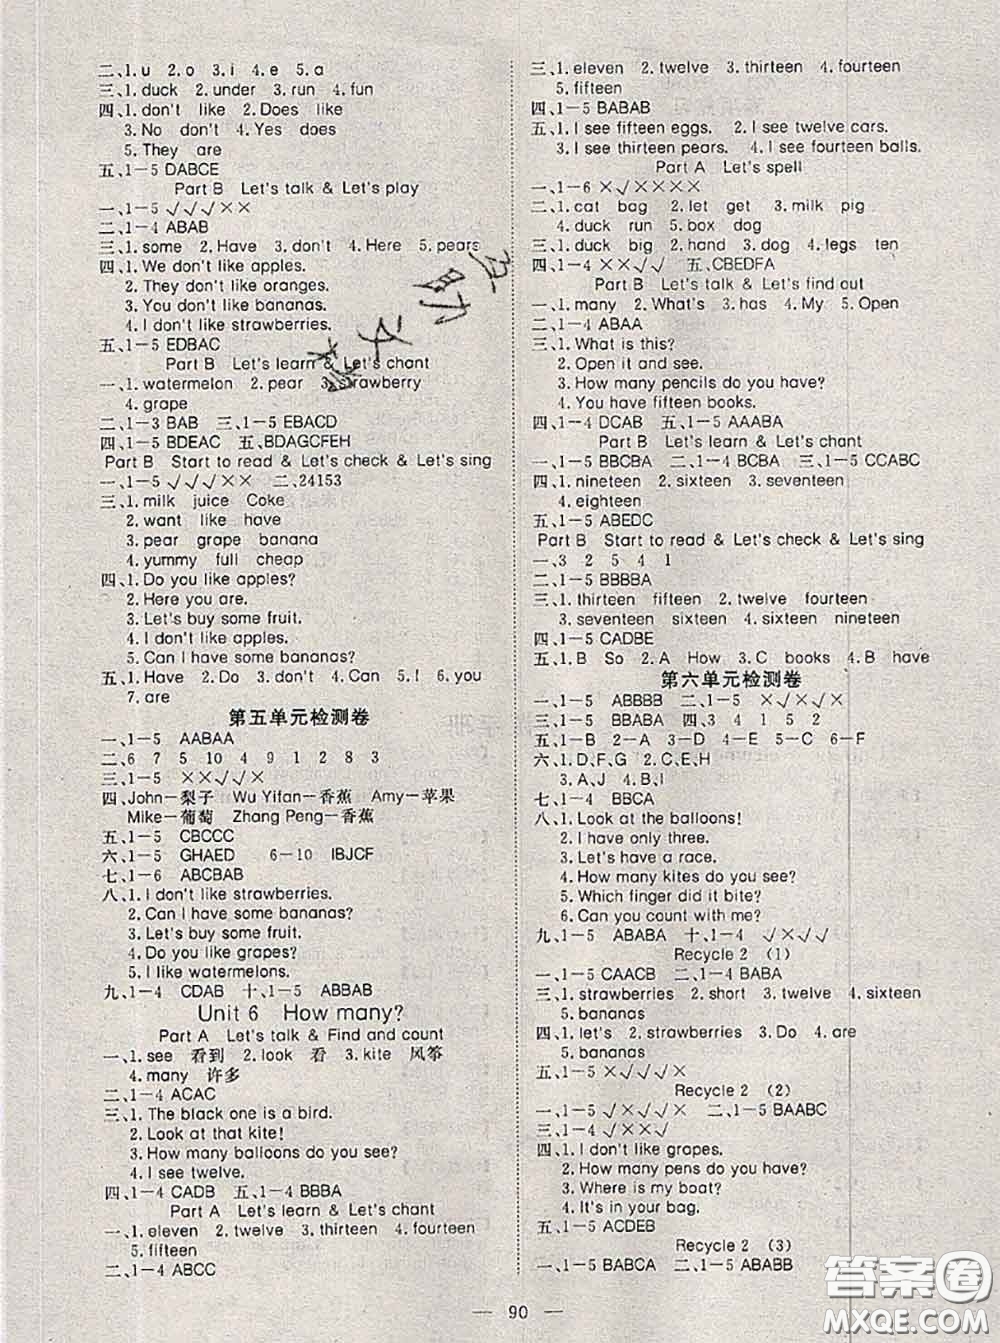 二、1. u 2. o 3. i 4. e 5. a
三、1. duck 2. under 3. run 4. fun
四、1. don't like 2. Does like
3. No don't 4. Yes does
5. They are
五、1-5 DABCE
Part B Let's talk & Let's play
一、1-5 √√√××
二、1-4 ABAB
三、1. some 2. Have 3. don't 4. Here 5. pears
四、1. We don't like apples.
2. They don't like oranges.
3. You don't like bananas.
4. I don't like strawberries.
五、1-5 EDBAC
Part B Let's learn & Let's chant
一、1. watermelon 2. pear 3. strawberry
4. grape
二、1-3 BAB 三、1-5 EBACD
四、1-5 BDEAC 五、BDAGCFEH
Part B Start to read & Let's check & Let's sing
一、1-5 √√√×× 二、24153
三、1. milk juice Coke
2. want like have
3. pear grape banana
4. yummy full cheap
四、1. Do you like apples?
2. Here you are.
3. Let's buy some fruit.
4. I don't like apples.
5. Can I have some bananas?
五、1. Have 2. Do 3. don't 4. Can 5. I 6. you
7. are
第五单元检测卷
一、1-5 AABAA
二、6 7 5 10 4 9 1 2 8 3
三、1-5 ××√√×
四、John-梨子 Wu Yifan-香蕉 Amy-苹果
Mike-葡萄 Zhang Peng-香蕉
五、1-5 CBCCC
六、1-5 GHAED 6-10 IBJCF
七、1-6 ABCBAB
八、1. I don't like strawberries.
2. Can I have some bananas?
3. Let's buy some fruit.
4. Do you like grapes?
5. I like watermelons.
九、1-4 CDAB 十、1-5 ABBAB
Unit 6 How many?
Part A Let's talk & Find and count
一、1. see 看到 2. look 看 3. kite 风筝
4. many 许多
二、1-4 ACAC
三、1. The black one is a bird.
2. Look at that kite!
3. How many balloons do you see?
4. I see twelve.
四、1-4 CADB 五、1-4 BBBA
Part A Let's learn & Let's chant
一、1. eleven 2. twelve 3. thirteen 4. fourteen
5. fifteen
二、1-4 ABCC
三、1. eleven 2. twelve 3. thirteen 4. fourteen
5. fifteen
四、1-5 BABAB
五、1. I see fifteen eggs. 2. I see twelve cars.
3. I see thirteen pears. 4. I see fourteen balls.
Part A Let's spell
一、1-6 ×√××××
二、1. cat bag 2. let get 3. milk pig
4. duck run 5. box dog
三、1. duck big 2. hand 3. dog 4. legs ten
四、1-4 ××√√ 五、CBEDFA
Part B Let's talk & Let's find out
一、1. many 2. What's 3. has 4. My 5. Open
二、1-4 ABAA
三、1. What is this?
2. Open it and see.
3. How many pencils do you have?
4. You have fifteen books.
四、1-4 DCAB 五、1-5 AAABA
Part B Let's learn & Let's chant
一、1-5 BBCBA 二、1-4 BCBA 三、1-5 CCABC
四、1. nineteen 2. sixteen 3. seventeen
4. eighteen
五、1-5 ABEDC
Part B Start to read & Let's check & Let's sing
一、3 2 5 4 1
二、1-5 BBBBA
三、1. thirteen fifteen 2. twelve fourteen
3. seventeen sixteen 4. sixteen nineteen
四、1-5 CADBE
五、1. B So 2. A How 3. C books 4. B have
第六单元检测卷
一、1-5 ABBBB 二、1-5 ×√×√×
三、1-5 BBABA 四、3 4 1 5 2
五、1-B 2-A 3-D 4-E 5-C
六、1. D、F、G 2. C、E、H
3. A、J 4. B、I
七、1-4 BBCA
八、1. Look at the balloons!
2. I have only three.
3. Let's have a race.
4. How many kites do you see?
5. Which finger did it bite?
6. Can you count with me?
九、1-5 ABABA 十、1-4 √×√√
Recycle 2 (1)
一、1-5 CAACB 二、1-4 BABA
三、1. strawberries 2. short 3. twelve 4. sixteen
5. bananas
四、1. let's 2. strawberries 3. Do 4. are
5. bananas
五、1-5 ×√√√×
Recycle 2 (2)
一、1-5 √×√√× 二、1-5 BAABC
三、1-4 √√√×
四、1. I don't like grapes.
2. How many pens do you have?
3. Where is my boat?
4. It's in your bag.
五、1-5 ACDEB
Recycle 2 (3)
一、1-5 BABCA 二、1-5 ABABB
— 90 —
答案圈
MXQE.COM